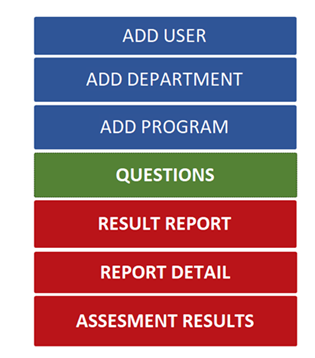 ADD USER
ADD DEPARTMENT
ADD PROGRAM
QUESTIONS
RESULT REPORT
REPORT DETAIL
ASSESMENT RESULTS